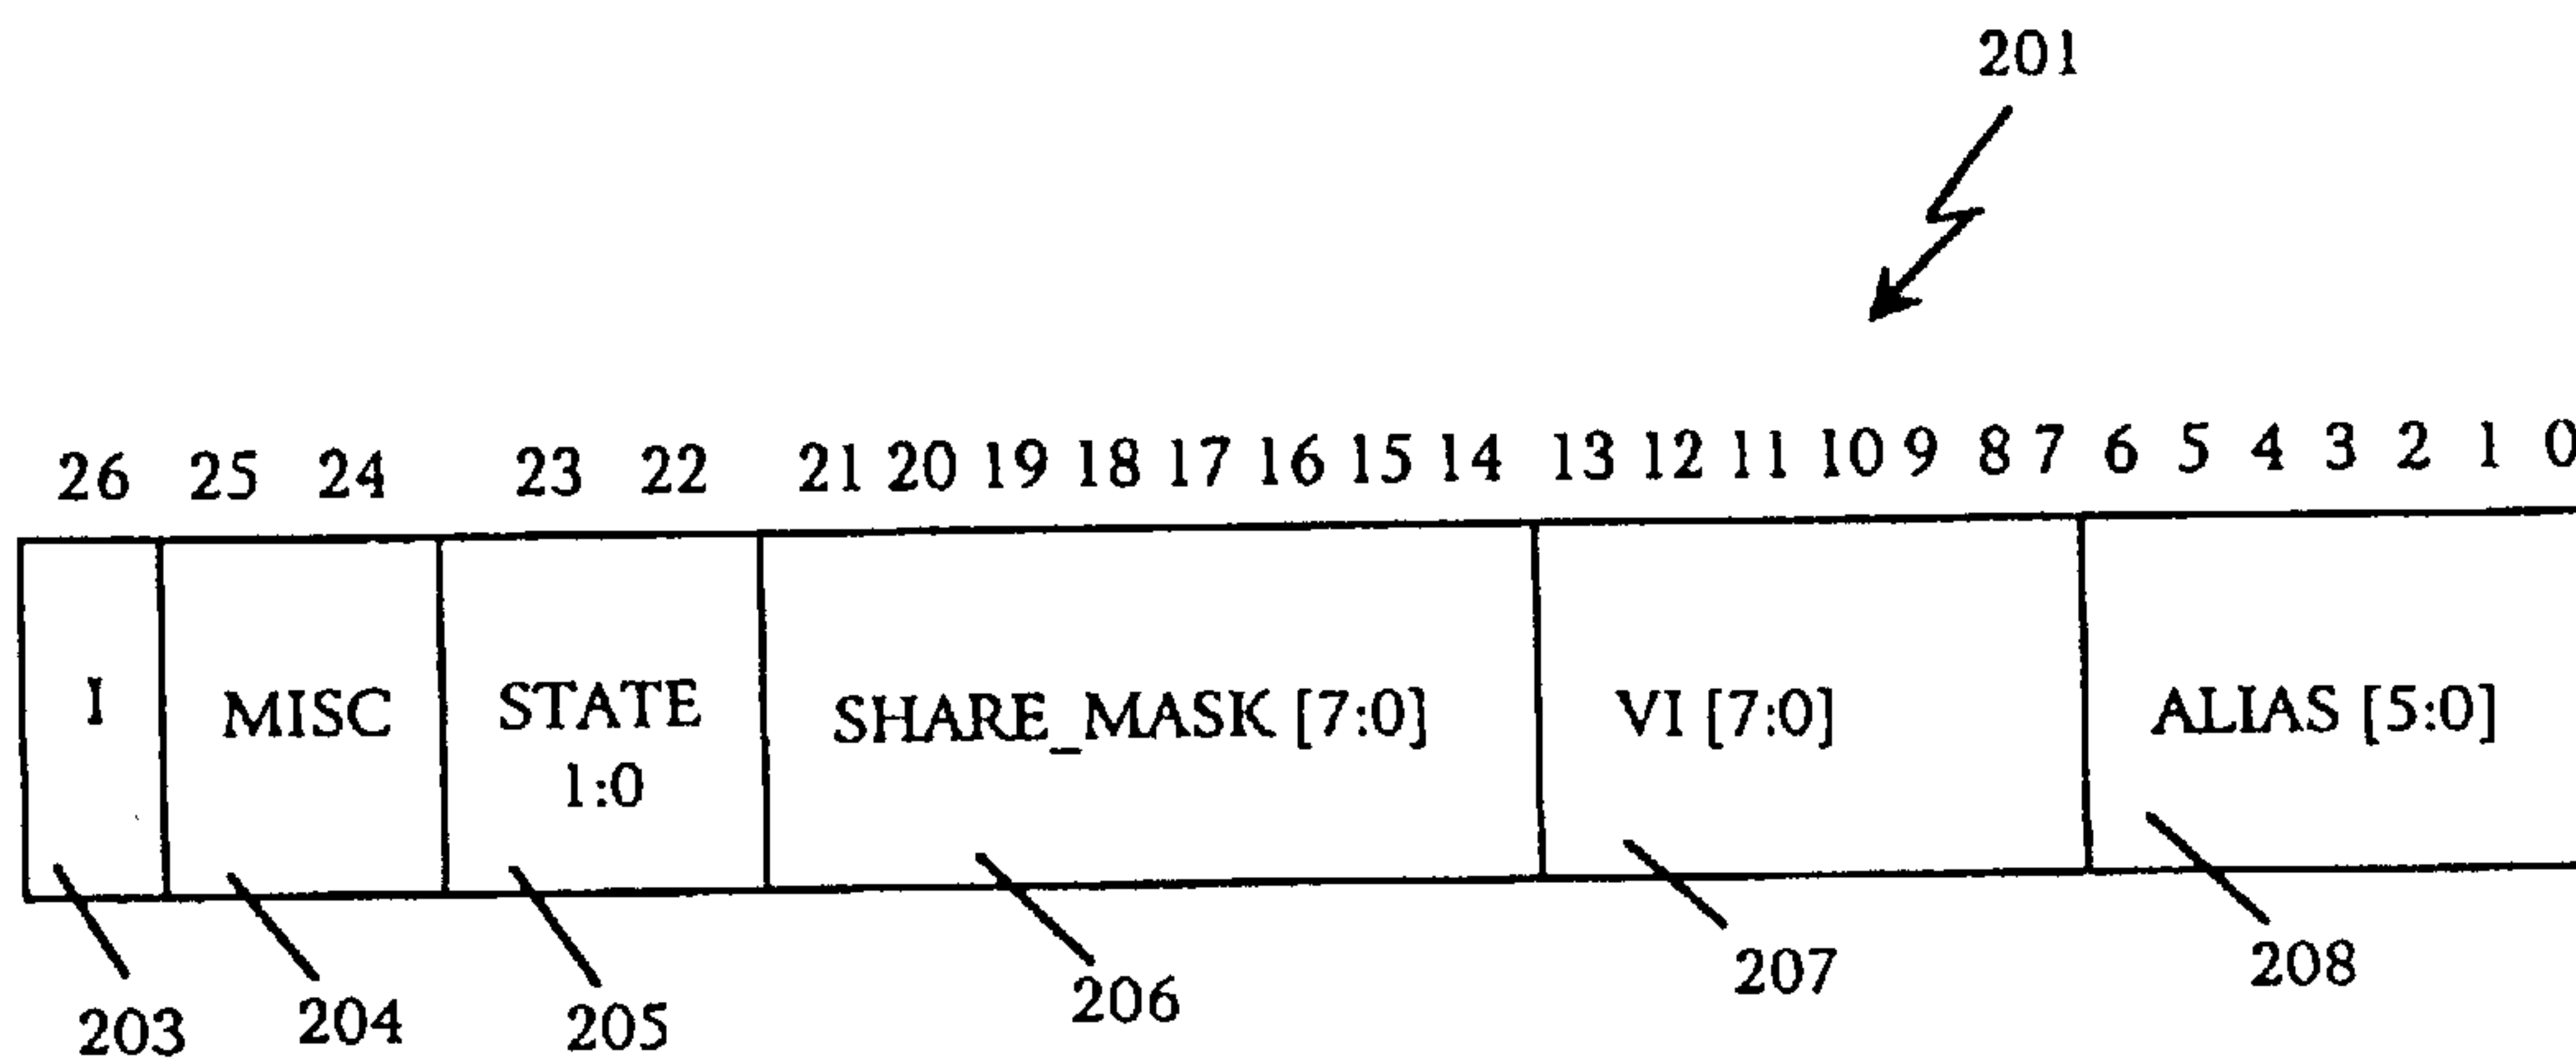 201
26 25 24 23 22 21 20 19 18 17 16 15 14 13 12 11 10 9 8 7 6 5 4 3 2 1 0
I MISC STATE SHARE_MASK [7:0] VI [7:0] ALIAS [5:0]
1:0
203 204 205 206 207 208